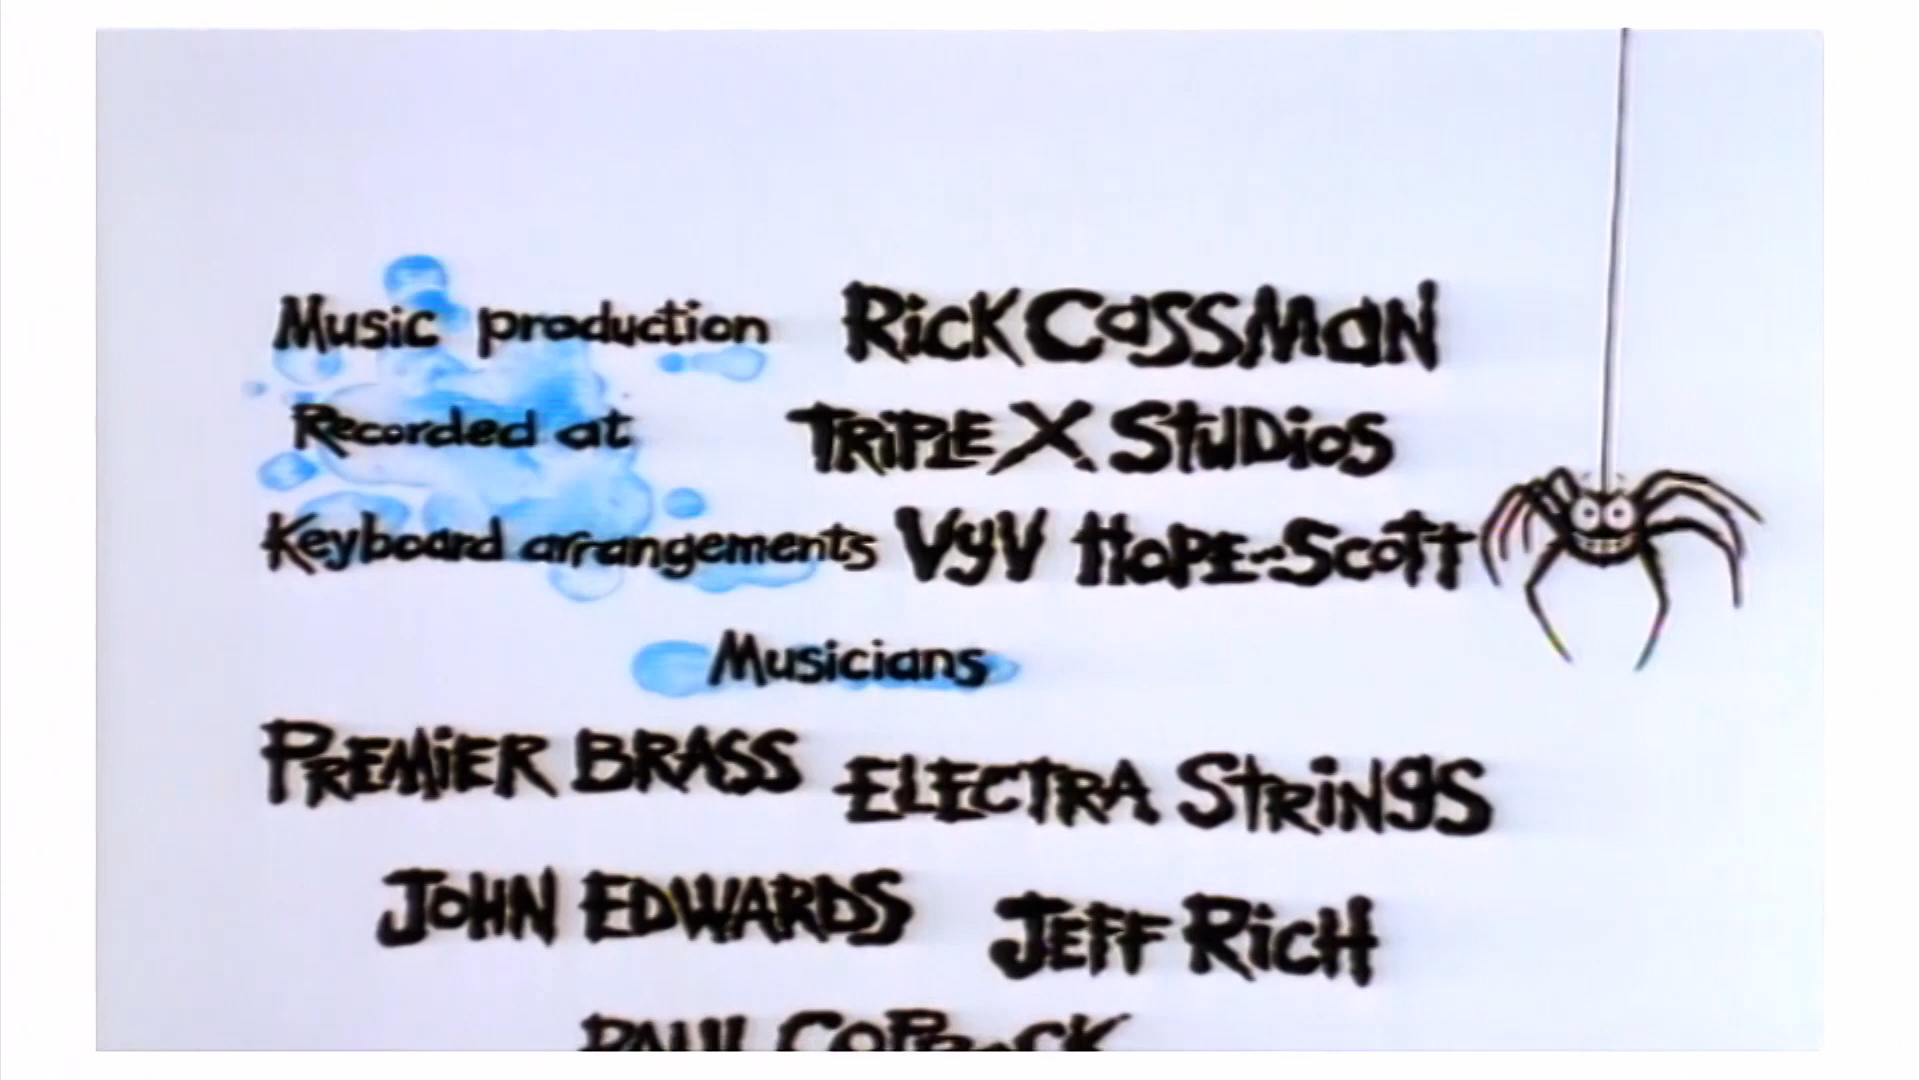 Music production RicK CaSSMaN
Recorded at TRiPLE X StUDioS
Keyboard arrangements VyV HoPE-Scott
Musicians
PREMiER BRASS ELECTRA StRiNgS
JoHN EDWARDS JEFF RicH
PAUL